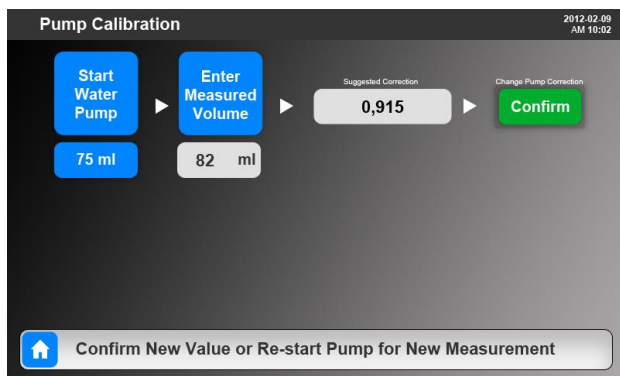 Pump Calibration
2012-02-09
AM 10:02
Start
Water
Pump
Enter
Measured
Volume
Suggested Correction
0,915
Change Pump Correction
Confirm
75 ml
82 ml
Confirm New Value or Re-start Pump for New Measurement